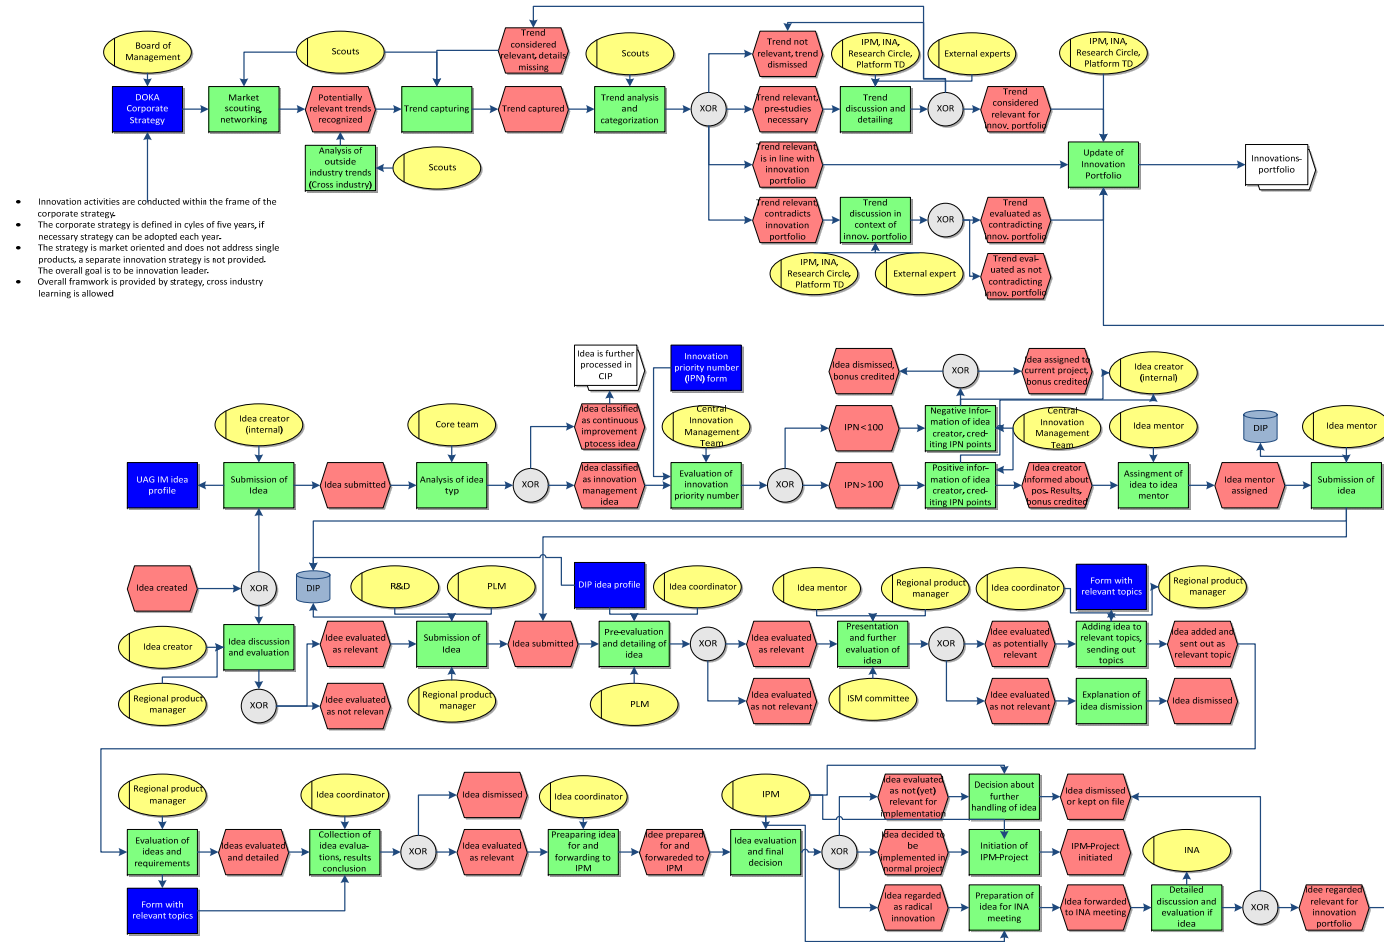 Board of
Management
Scouts
Trend
considered
relevant, details
missing
Scouts
Trend not
relevant, trend
dismissed
IPM, INA,
Research Circle,
Platform TD
External experts
IPM, INA,
Research Circle,
Platform TD
DOKA
Corporate
Strategy
Market
scouting,
networking
Potentially
relevant trends
recognized
Trend capturing
Trend captured
Trend analysis
and
categorization
XOR
Trend relevant,
pre-studies
necessary
Trend
discussion and
detailing
XOR
Trend
considered
relevant for
innov. portfolio
Analysis of
outside
industry trends
(Cross industry)
Scouts
Trend relevant,
is in line with
innovation
portfolio
Update of
Innovation
Portfolio
Innovations-
portfolio
• Innovation activities are conducted within the frame of the
corporate strategy.
• The corporate strategy is defined in cyles of five years, if
necessary strategy can be adopted each year.
• The strategy is market oriented and does not address single
products, a separate innovation strategy is not provided.
The overall goal is to be innovation leader.
• Overall framwork is provided by strategy, cross industry
learning is allowed
Trend relevant,
contradicts
innovation
portfolio
Trend
discussion in
context of
innov. portfolio
XOR
Trend
evaluated as
contradicting
innov. portfolio
IPM, INA,
Research Circle,
Platform TD
External expert
Trend eval-
uated as not
contradicting
innov. portfolio
Idea is further
processed in
CIP
Innovation
priority number
(IPN) form
Idea dismissed,
bonus credited
XOR
Idea assigned to
current project,
bonus credited
Idea creator
(internal)
Idea creator
(internal)
Core team
Idea classified
as continuous
improvement
ptocess idea
Central
Innovation
Management
Team
IPN<100
Negative Infor-
mation of idea
creator, cred-
iting IPN points
Central
Innovation
Management
Team
Idea mentor
DIP
Idea mentor
UAG IM idea
profile
Submission of
Idea
Idea submitted
Analysis of idea
typ
XOR
Idea classified
as innovation
management
idea
Evaluation of
innovation
priority number
XOR
IPN>100
Positive infor-
mation of idea
creator, cred-
iting IPN points
Idea creator
informed about
pos. Results,
bonus credited
Assingment of
idea to idea
mentor
Idea mentor
assigned
Submission of
idea
Idea created
XOR
DIP
R&D
PLM
DIP idea profile
Idea coordinator
Idea mentor
Regional product
manager
Idea coordinator
Form with
relevant topics
Regional product
manager
Idea creator
Idea discussion
and evaluation
Idee evaluated
as relevant
Submission of
Idea
Idea submitted
Pre-evaluation
and detailing of
idea
XOR
Idea evaluated
as relevant
Presentation
and further
evaluation of idea
XOR
Idee evaluated
as potentially
relevant
Adding idea to
relevant topics,
sending out
topics
Idea added and
sent out as
relevant topic
Regional product
manager
XOR
Idee evaluated
as not relevan
Regional product
manager
PLM
Idea evaluated
as not relevant
ISM committee
Idee evaluated
as not relevant
Explanation of
idea dismission
Idea dismissed
Regional product
manager
Idea coordinator
Idea dismissed
Idea coordinator
IPM
Idea evaluated
as not (yet)
relevant for
implementation
Decision about
further
handling of idea
Idea dismissed
or kept on file
Evaluation of
ideas and
requirements
Ideas evaluated
and detailed
Collection of
idea evalua-
tions, results
conclusion
XOR
Idea evaluated
as relevant
Preaparing idea
for and
forwarding to
IPM
Idee prepared
for and
forwareded to
IPM
Idea evaluation
and final
decision
XOR
Idea decided to
be
implemented in
normal project
Initiation of
IPM-Project
IPM-Project
initiated
INA
Form with
relevant topics
Idea regarded
as radical
innovation
Preparation of
idea for INA
meeting
Idea forwarded
to INA meeting
Detailed
discussion and
evaluation if
idea
XOR
Idee regarded
relevant for
innovation
portfolio